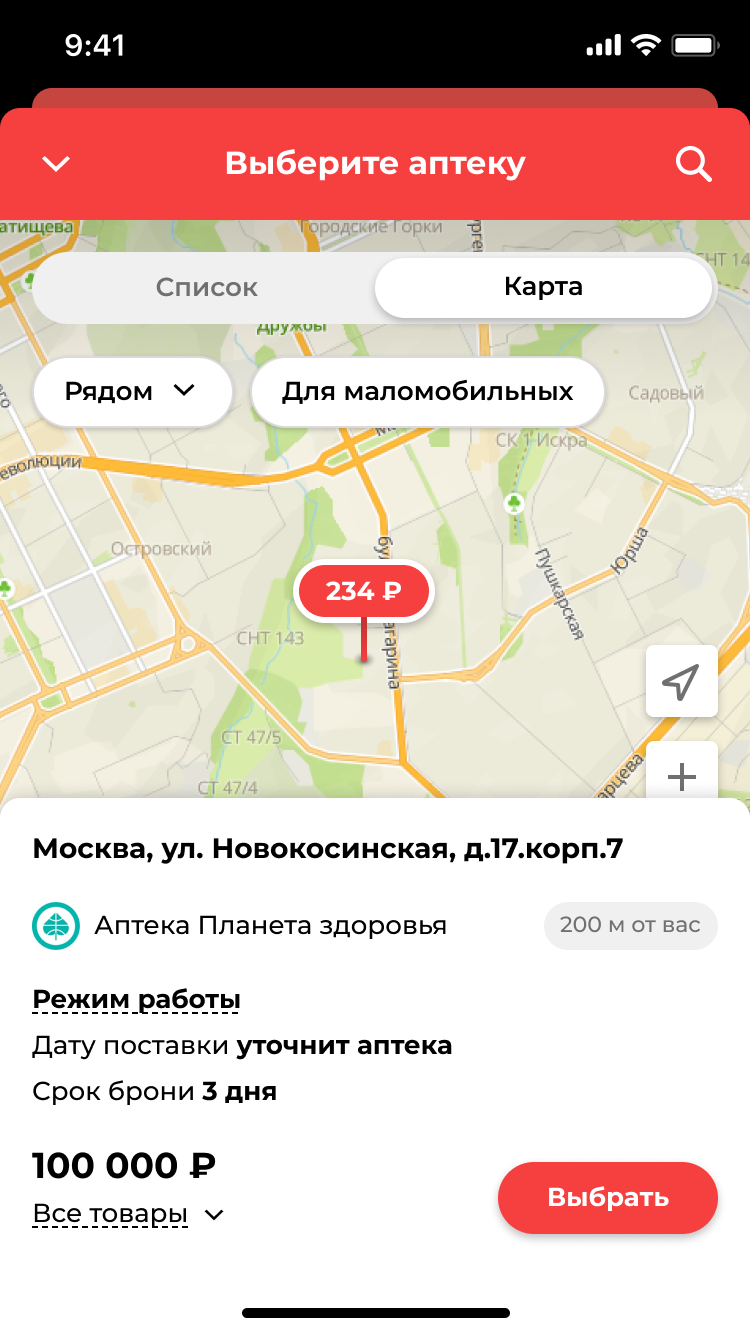 9:41
Выберите аптеку
атищева
Городские Горки
СНТ 14
Список
Карта
Дружбы
Рядом
Для маломобильных
Садовый
СК 1 Искра
еволюции
Островский
Юрша
Пушкарская
234 ₽
СНТ 143
агарина
СТ 47/5
СТ 47/4
арцева
Москва, ул. Новокосинская, д.17.корп.7
Аптека Планета здоровья
200 м от вас
Режим работы
Дату поставки уточнит аптека
Срок брони 3 дня
100 000 ₽
Все товары
Выбрать